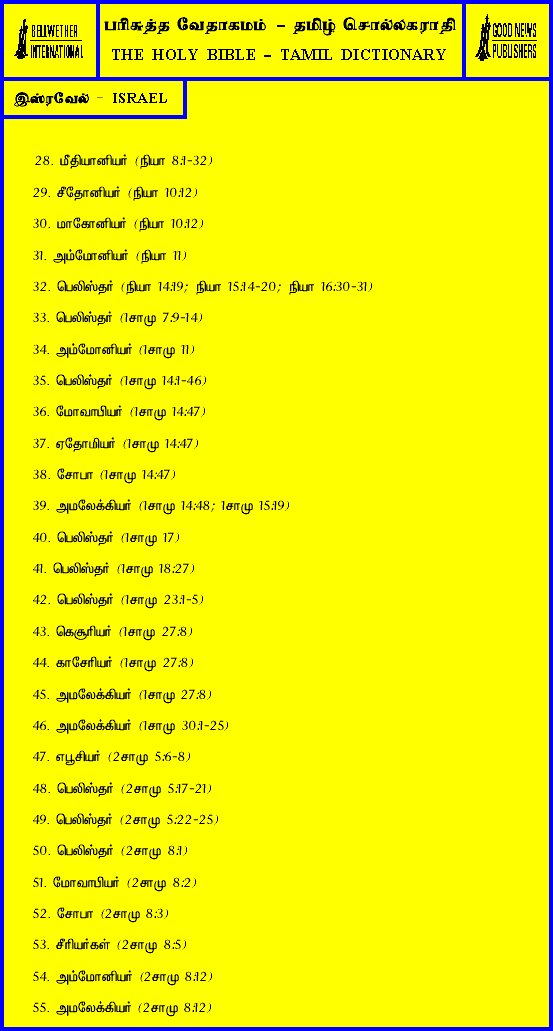 BELLWETHER
INTERNATIONAL
பரிசுத்த வேதாகமம் – தமிழ் சொல்லகராதி
THE HOLY BIBLE – TAMIL DICTIONARY
GOOD NEWS
PUBLISHERS
இஸ்ரவேல் – ISRAEL
28. மீதியானியர் (நியா 8:1-32)
29. சீதோனியர் (நியா 10:12)
30. மாகோனியர் (நியா 10:12)
31. அம்மோனியர் (நியா 11)
32. பெலிஸ்தர் (நியா 14:19; நியா 15:14-20; நியா 16:30-31)
33. பெலிஸ்தர் (1சாமு 7:9-14)
34. அம்மோனியர் (1சாமு 11)
35. பெலிஸ்தர் (1சாமு 14:1-46)
36. மோவாபியர் (1சாமு 14:47)
37. ஏதோமியர் (1சாமு 14:47)
38. சோபா (1சாமு 14:47)
39. அமலேக்கியர் (1சாமு 14:48; 1சாமு 15:19)
40. பெலிஸ்தர் (1சாமு 17)
41. பெலிஸ்தர் (1சாமு 18:27)
42. பெலிஸ்தர் (1சாமு 23:1-5)
43. கெசூரியர் (1சாமு 27:8)
44. காசேரியர் (1சாமு 27:8)
45. அமலேக்கியர் (1சாமு 27:8)
46. அமலேக்கியர் (1சாமு 30:1-25)
47. எபூசியர் (2சாமு 5:6-8)
48. பெலிஸ்தர் (2சாமு 5:17-21)
49. பெலிஸ்தர் (2சாமு 5:22-25)
50. பெலிஸ்தர் (2சாமு 8:1)
51. மோவாபியர் (2சாமு 8:2)
52. சோபா (2சாமு 8:3)
53. சீரியர்கள் (2சாமு 8:5)
54. அம்மோனியர் (2சாமு 8:12)
55. அமலேக்கியர் (2சாமு 8:12)